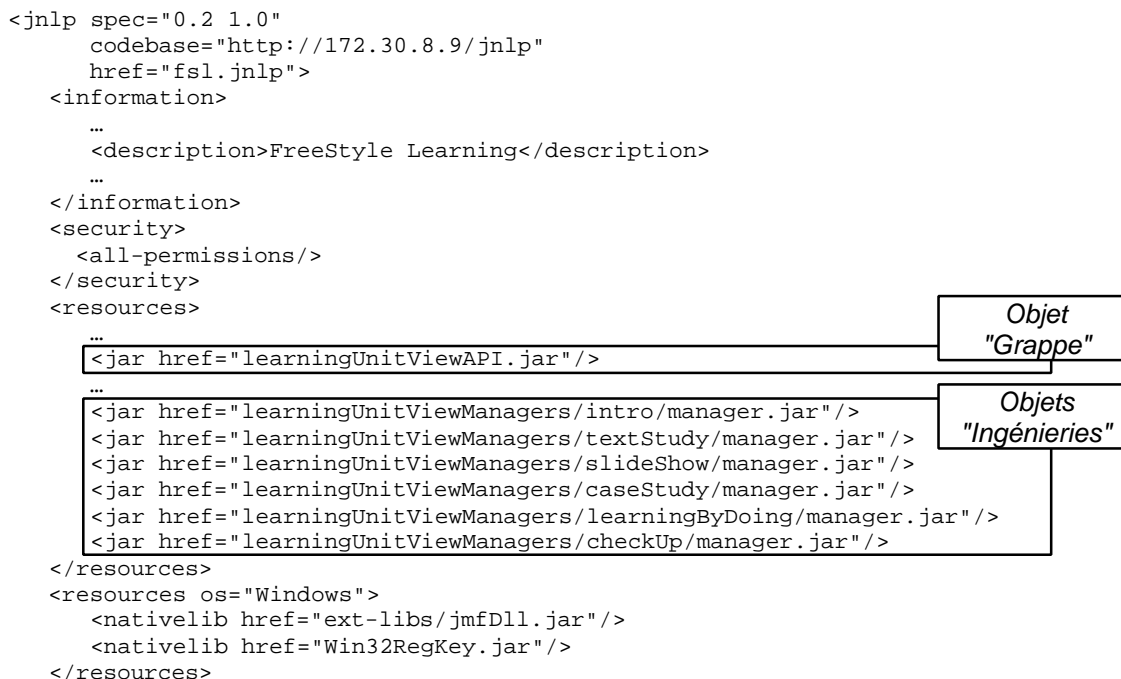 <jnlp spec="0.2 1.0"
codebase="http://172.30.8.9/jnlp"
href="fsl.jnlp">
<information>
…
<description>FreeStyle Learning</description>
…
</information>
<security>
<all-permissions/>
</security>
<resources>
…
Objet
"Grappe"
<jar href="learningUnitViewAPI.jar"/>
…
Objets
"Ingénieries"
<jar href="learningUnitViewManagers/intro/manager.jar"/>
<jar href="learningUnitViewManagers/textStudy/manager.jar"/>
<jar href="learningUnitViewManagers/slideShow/manager.jar"/>
<jar href="learningUnitViewManagers/caseStudy/manager.jar"/>
<jar href="learningUnitViewManagers/learningByDoing/manager.jar"/>
<jar href="learningUnitViewManagers/checkUp/manager.jar"/>
</resources>
<resources os="Windows">
<nativelib href="ext-libs/jmfDll.jar"/>
<nativelib href="Win32RegKey.jar"/>
</resources>